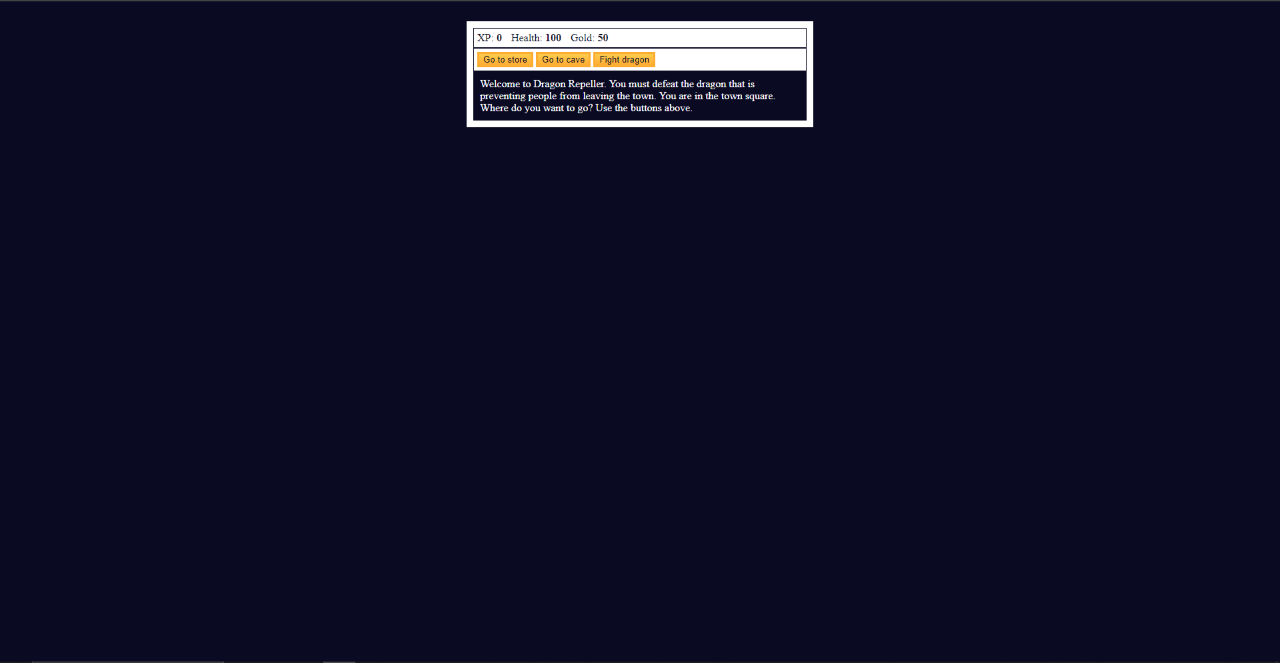 XP: 0 Health: 100 Gold: 50
Go to store Go to cave Fight dragon
Welcome to Dragon Repeller. You must defeat the dragon that is
preventing people from leaving the town. You are in the town square.
Where do you want to go? Use the buttons above.